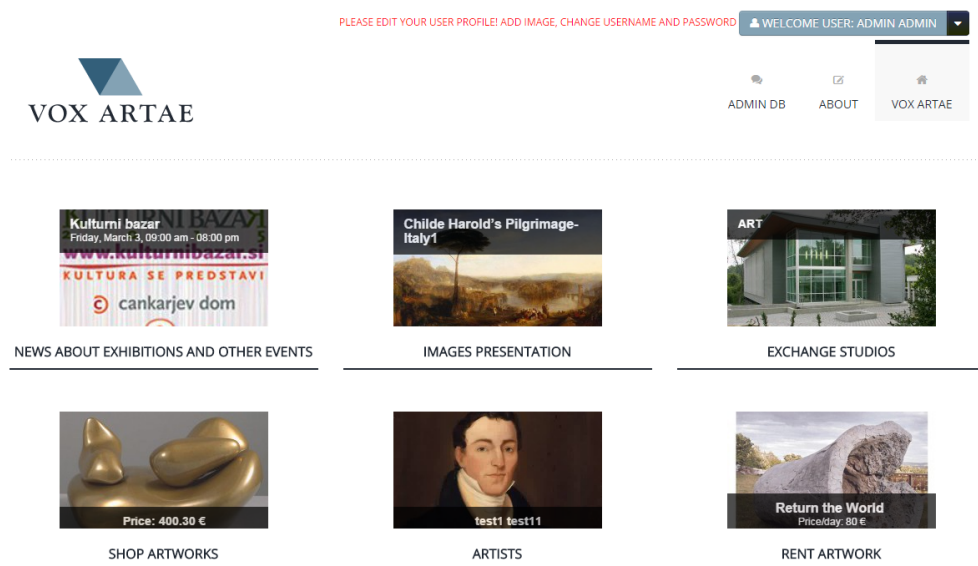 PLEASE EDIT YOUR USER PROFILE! ADD IMAGE, CHANGE USERNAME AND PASSWORD
WELCOME USER: ADMIN ADMIN
VOX ARTAE
ADMIN DB
ABOUT
VOX ARTAE
KULTURNI BAZAR
Kulturni bazar
Friday, March 3, 09:00 am - 08:00 pm
www.kulturnibazar.si
KULTURA SE PREDSTAVI
cankarjev dom
NEWS ABOUT EXHIBITIONS AND OTHER EVENTS
Childe Harold's Pilgrimage-
Italy1
IMAGES PRESENTATION
ART
EXCHANGE STUDIOS
Price: 400.30 €
SHOP ARTWORKS
test1 test11
ARTISTS
Return the World
Price/day: 80 €
RENT ARTWORK